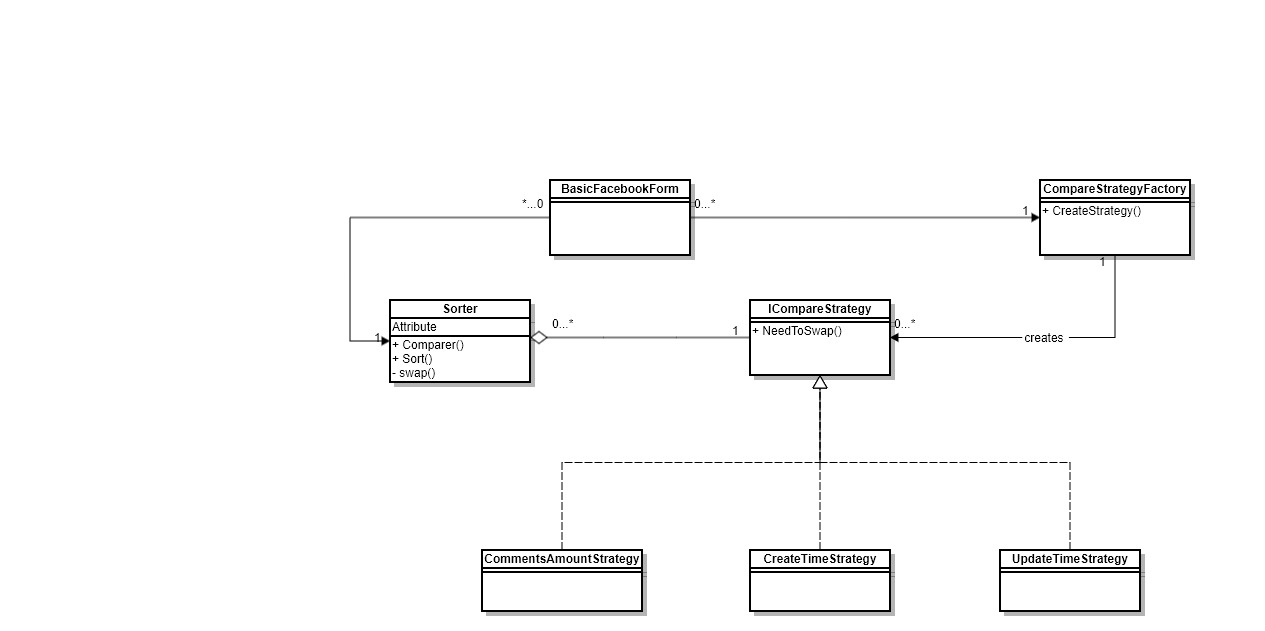 BasicFacebookForm
CompareStrategyFactory
*...0
0...*
1
+ CreateStrategy()
1
Sorter
ICompareStrategy
Attribute
0...*
1
+ NeedToSwap()
0...*
creates
1
+ Comparer()
+ Sort()
- swap()
CommentsAmountStrategy
CreateTimeStrategy
UpdateTimeStrategy